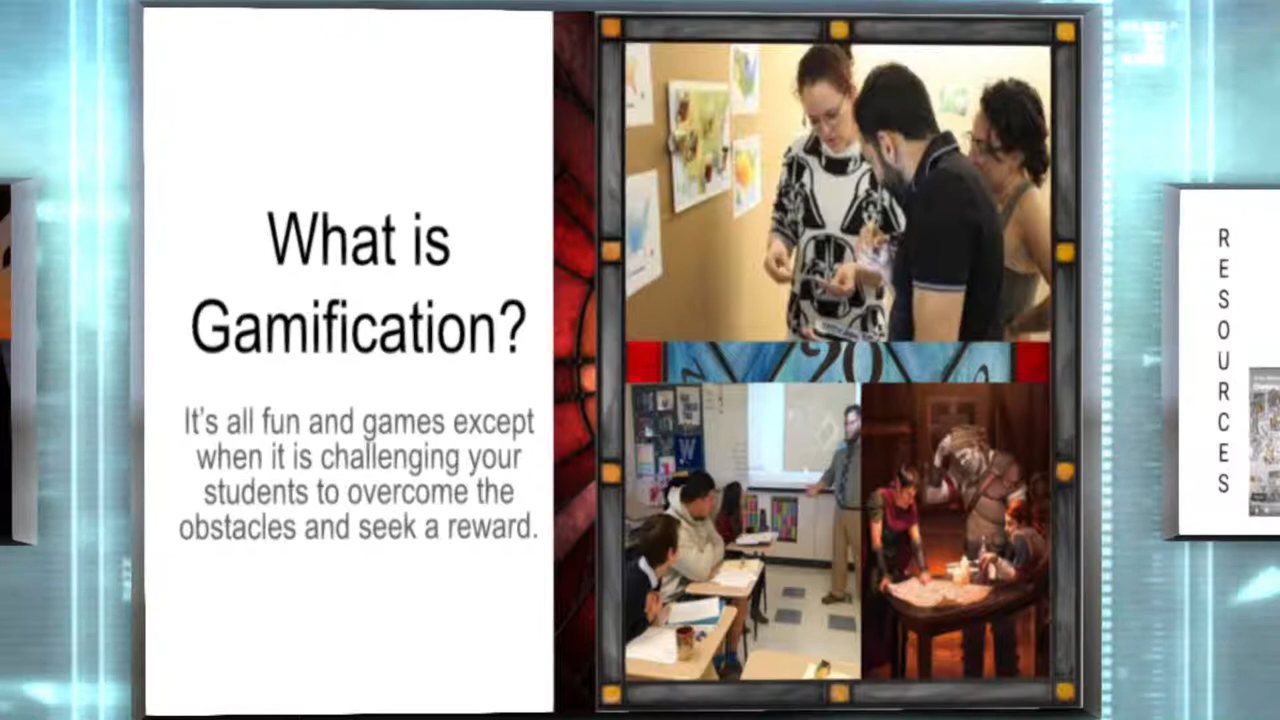 What is
Gamification?
It's all fun and games except
when it is challenging your
students to overcome the
obstacles and seek a reward.
20
W
R
E
S
O
U
R
C
E
S